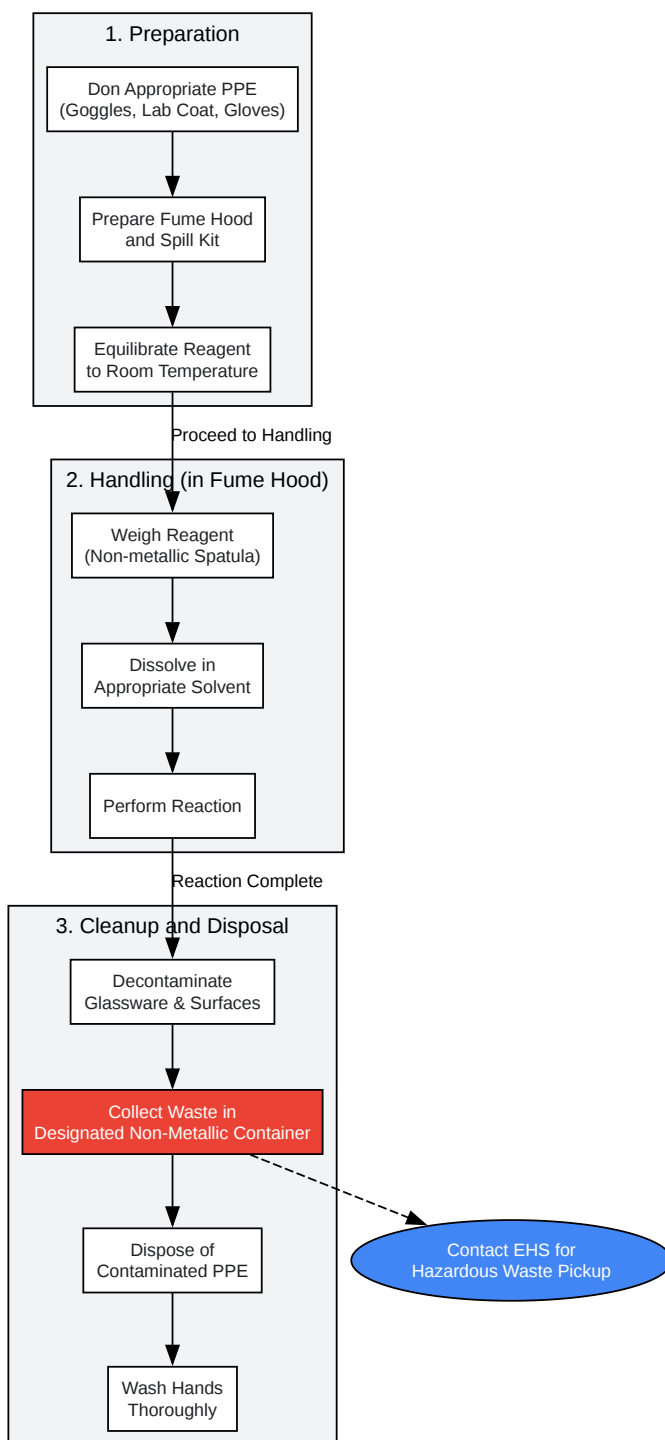 1. Preparation
Don Appropriate PPE
(Goggles, Lab Coat, Gloves)
Prepare Fume Hood
and Spill Kit
Equilibrate Reagent
to Room Temperature
Proceed to Handling
2. Handling (in Fume Hood)
Weigh Reagent
(Non-metallic Spatula)
Dissolve in
Appropriate Solvent
Perform Reaction
Reaction Complete
3. Cleanup and Disposal
Decontaminate
Glassware & Surfaces
Collect Waste in
Designated Non-Metallic Container
Contact EHS for
Hazardous Waste Pickup
Dispose of
Contaminated PPE
Wash Hands
Thoroughly